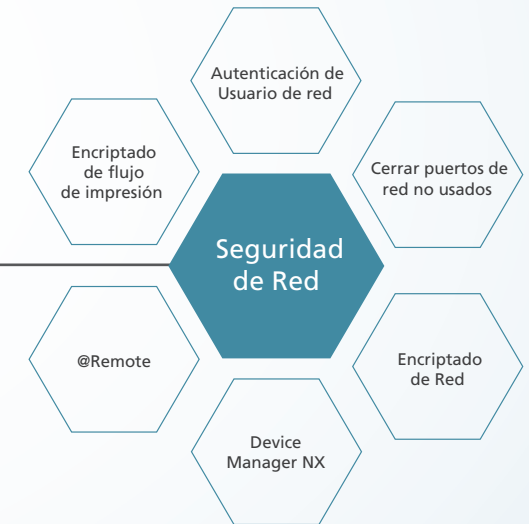 Autenticación de
Usuario de red
Encriptado
de flujo
de impresión
Cerrar puertos de
red no usados
Seguridad
de Red
@Remote
Encriptado
de Red
Device
Manager NX